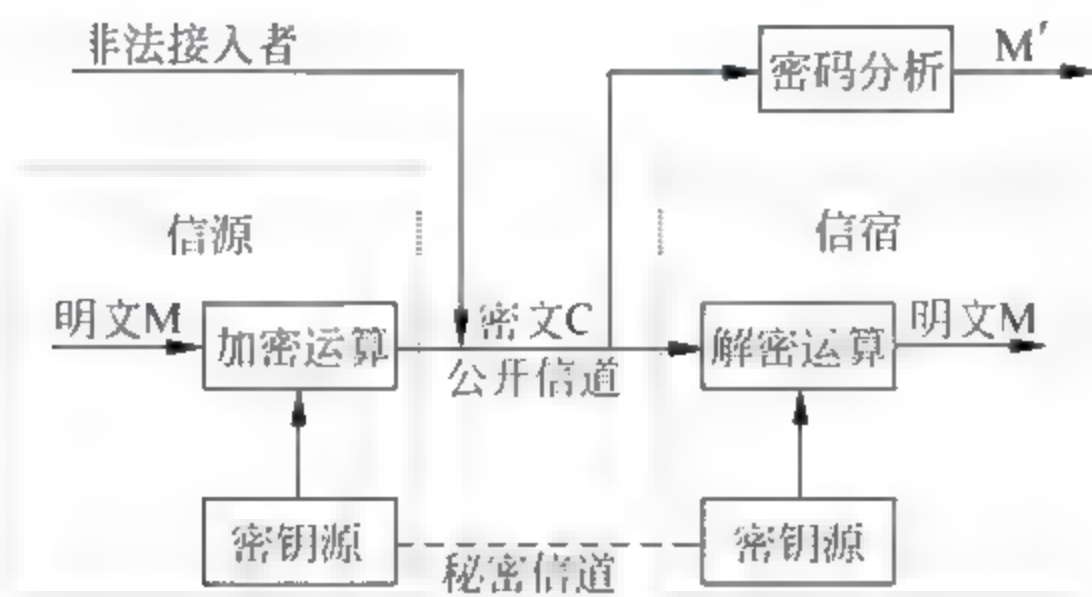 非法接入者
密码分析
M′
信源
信宿
明文M
加密运算
密文C
公开信道
解密运算
明文M
密钥源
秘密信道
密钥源